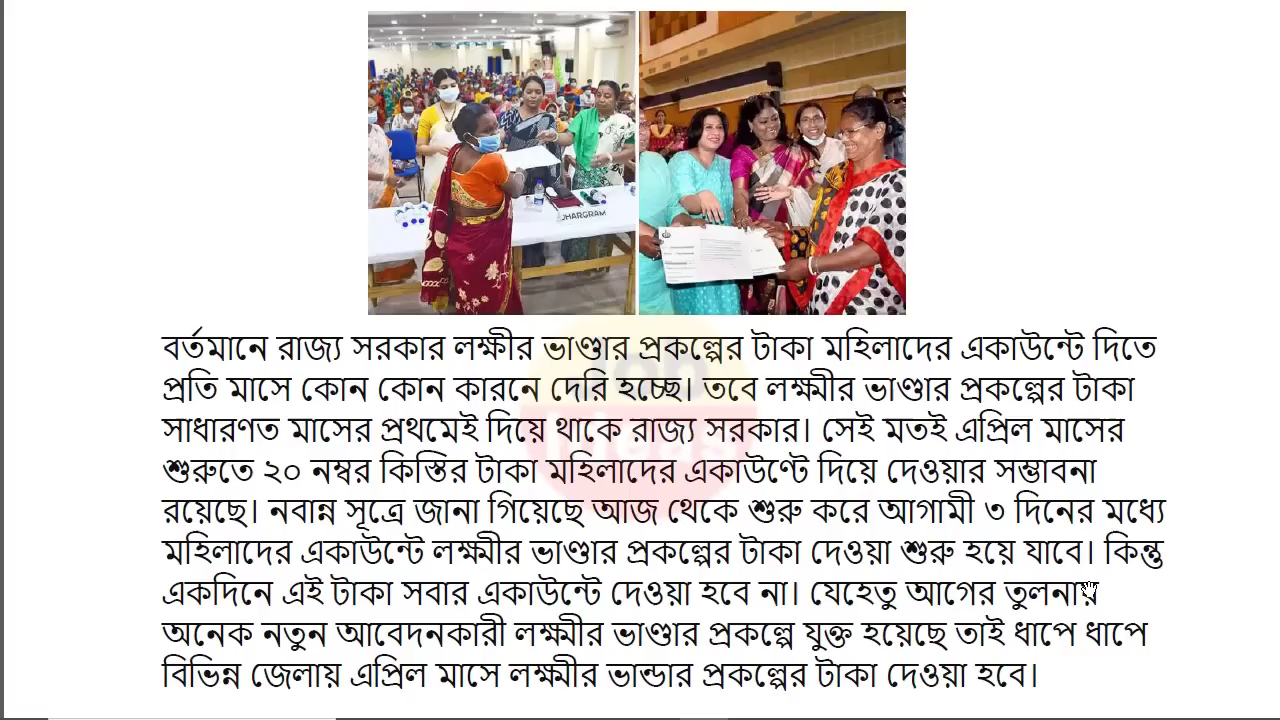 JHARGRAM
বর্তমানে রাজ্য সরকার লক্ষীর ভাণ্ডার প্রকল্পের টাকা মহিলাদের একাউন্টে দিতে
প্রতি মাসে কোন কোন কারনে দেরি হচ্ছে। তবে লক্ষ্মীর ভাণ্ডার প্রকল্পের টাকা
সাধারণত মাসের প্রথমেই দিয়ে থাকে রাজ্য সরকার। সেই মতই এপ্রিল মাসের
শুরুতে ২০ নম্বর কিস্তির টাকা মহিলাদের একাউণ্টে দিয়ে দেওয়ার সম্ভাবনা
রয়েছে। নবান্ন সূত্রে জানা গিয়েছে আজ থেকে শুরু করে আগামী ৩ দিনের মধ্যে
মহিলাদের একাউন্টে লক্ষ্মীর ভাণ্ডার প্রকল্পের টাকা দেওয়া শুরু হয়ে যাবে। কিন্তু
একদিনে এই টাকা সবার একাউন্টে দেওয়া হবে না। যেহেতু আগের তুলনায়
অনেক নতুন আবেদনকারী লক্ষ্মীর ভাণ্ডার প্রকল্পে যুক্ত হয়েছে তাই ধাপে ধাপে
বিভিন্ন জেলায় এপ্রিল মাসে লক্ষ্মীর ভান্ডার প্রকল্পের টাকা দেওয়া হবে।